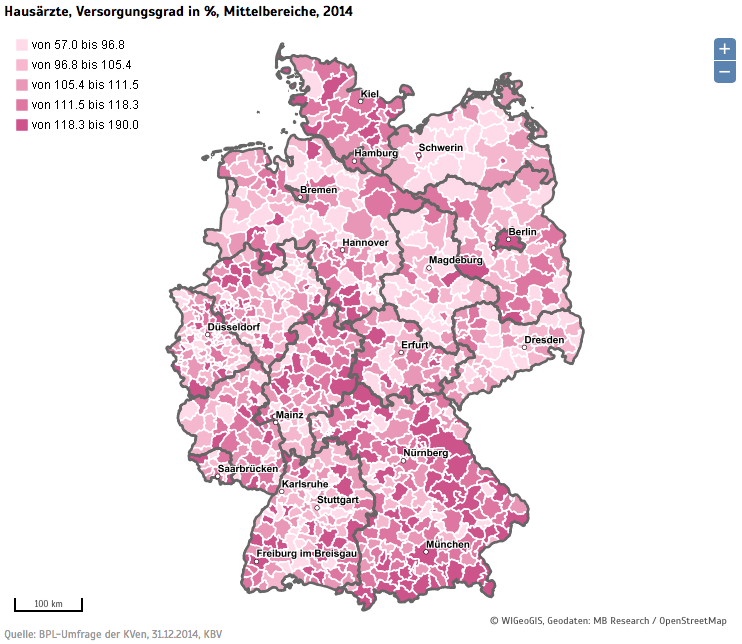 Hausärzte, Versorgungsgrad in %, Mittelbereiche, 2014
von 57.0 bis 96.8
von 96.8 bis 105.4
von 105.4 bis 111.5
von 111.5 bis 118.3
von 118.3 bis 190.0
+
−
Kiel
Schwerin
Hamburg
Bremen
Berlin
Hannover
Magdeburg
Düsseldorf
Dresden
Erfurt
Mainz
Nürnberg
Saarbrücken
Karlsruhe
Stuttgart
München
Freiburg im Breisgau
100 km
© WIGeoGIS, Geodaten: MB Research / OpenStreetMap
Quelle: BPL-Umfrage der KVen, 31.12.2014, KBV